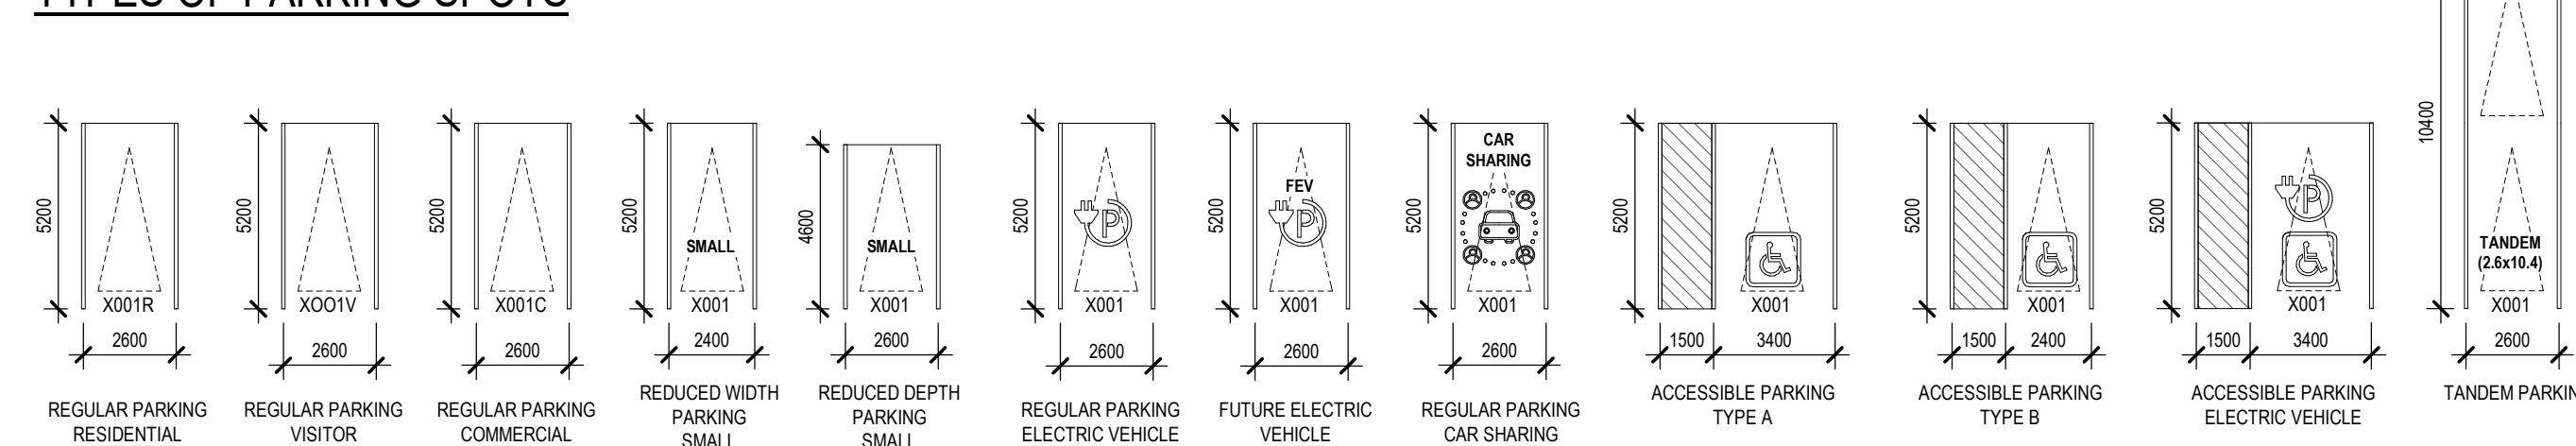 TYPES OF PARKING SPOTS
5200
X001R
2600
REGULAR PARKING
RESIDENTIAL
5200
XOO1V
2600
REGULAR PARKING
VISITOR
5200
X001C
2600
REGULAR PARKING
COMMERCIAL
5200
SMALL
X001
2400
REDUCED WIDTH
PARKING
SMALL
4600
SMALL
X001
2600
REDUCED DEPTH
PARKING
SMALL
5200
P
X001
2600
REGULAR PARKING
ELECTRIC VEHICLE
5200
FEV
P
X001
2600
FUTURE ELECTRIC
VEHICLE
5200
CAR
SHARING
X001
2600
REGULAR PARKING
CAR SHARING
5200
X001
1500 3400
ACCESSIBLE PARKING
TYPE A
5200
X001
1500 2400
ACCESSIBLE PARKING
TYPE B
5200
P
X001
1500 3400
ACCESSIBLE PARKING
ELECTRIC VEHICLE
10400
TANDEM
(2.6x10.4)
X001
2600
TANDEM PARKIN